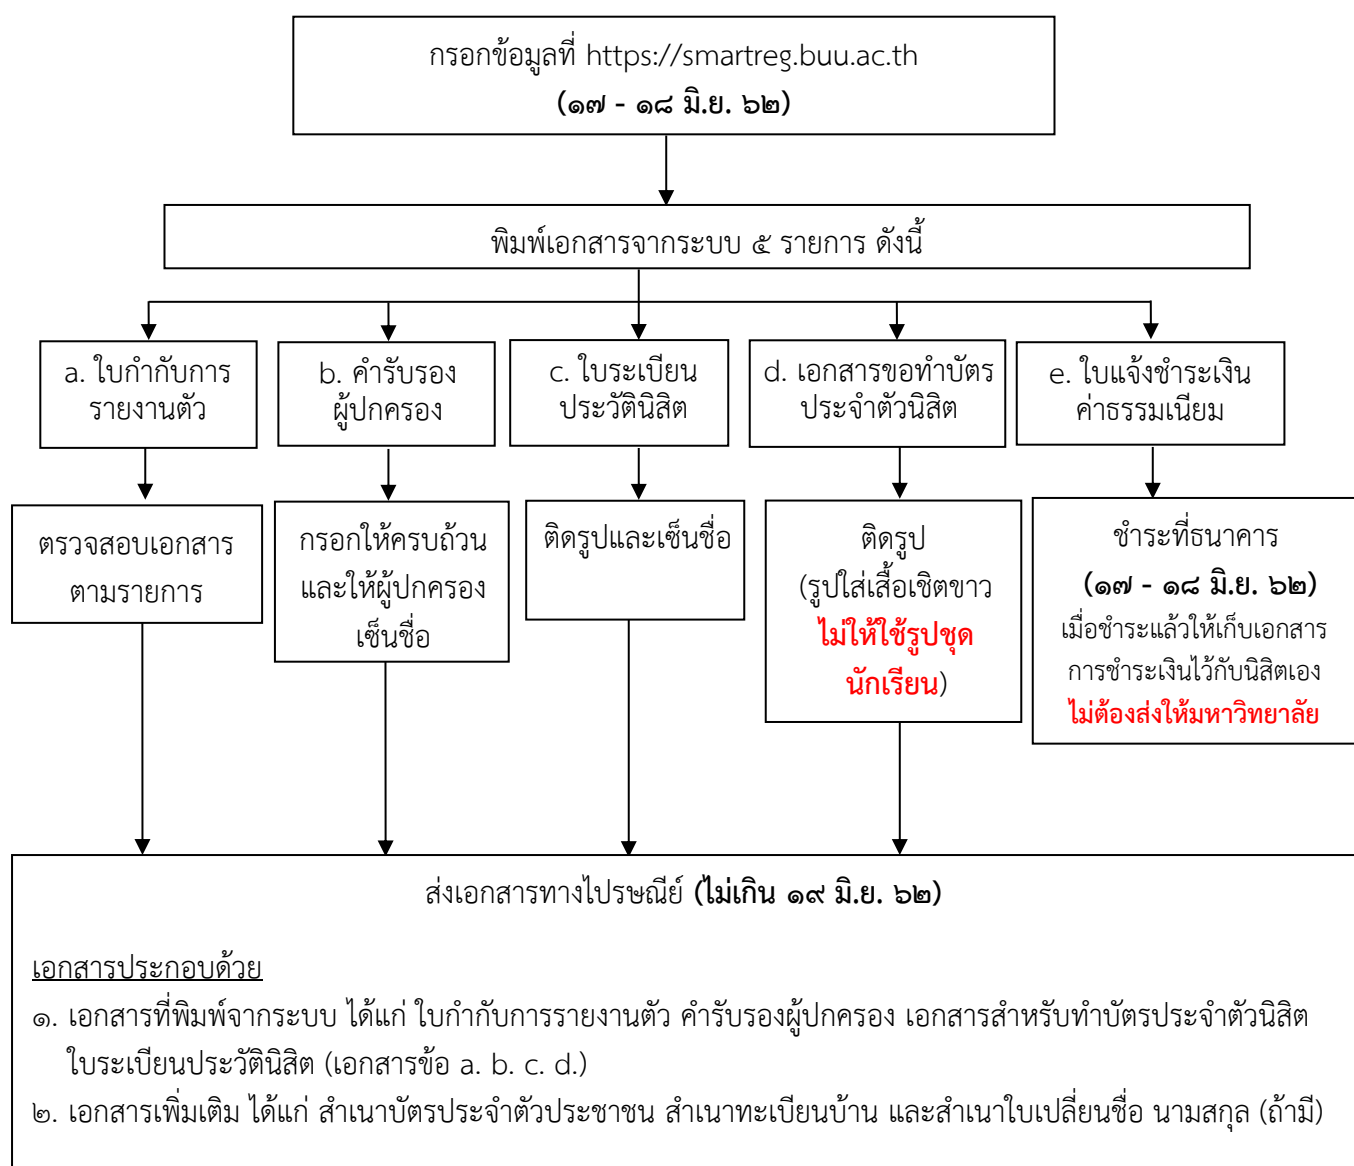 กรอกข้อมูลที่ https://smartreg.buu.ac.th
(๑๗ - ๑๘ มิ.ย. ๖๒)
พิมพ์เอกสารจากระบบ ๕ รายการ ดังนี้
a. ใบกำกับการ
รายงานตัว
b. คำรับรอง
ผู้ปกครอง
c. ใบระเบียน
ประวัตินิสิต
d. เอกสารขอทำบัตร
ประจำตัวนิสิต
e. ใบแจ้งชำระเงิน
ค่าธรรมเนียม
ตรวจสอบเอกสาร
ตามรายการ
กรอกให้ครบถ้วน
และให้ผู้ปกครอง
เซ็นชื่อ
ติดรูปและเซ็นชื่อ
ติดรูป
(รูปใส่เสื้อเชิตขาว
ไม่ให้ใช้รูปชุด
นักเรียน)
ชำระที่ธนาคาร
(๑๗ - ๑๘ มิ.ย. ๖๒)
เมื่อชำระแล้วให้เก็บเอกสาร
การชำระเงินไว้กับนิสิตเอง
ไม่ต้องส่งให้มหาวิทยาลัย
ส่งเอกสารทางไปรษณีย์ (ไม่เกิน ๑๙ มิ.ย. ๖๒)
เอกสารประกอบด้วย
๑. เอกสารที่พิมพ์จากระบบ ได้แก่ ใบกำกับการรายงานตัว คำรับรองผู้ปกครอง เอกสารสำหรับทำบัตรประจำตัวนิสิต
ใบระเบียนประวัตินิสิต (เอกสารข้อ a. b. c. d.)
๒. เอกสารเพิ่มเติม ได้แก่ สำเนาบัตรประจำตัวประชาชน สำเนาทะเบียนบ้าน และสำเนาใบเปลี่ยนชื่อ นามสกุล (ถ้ามี)